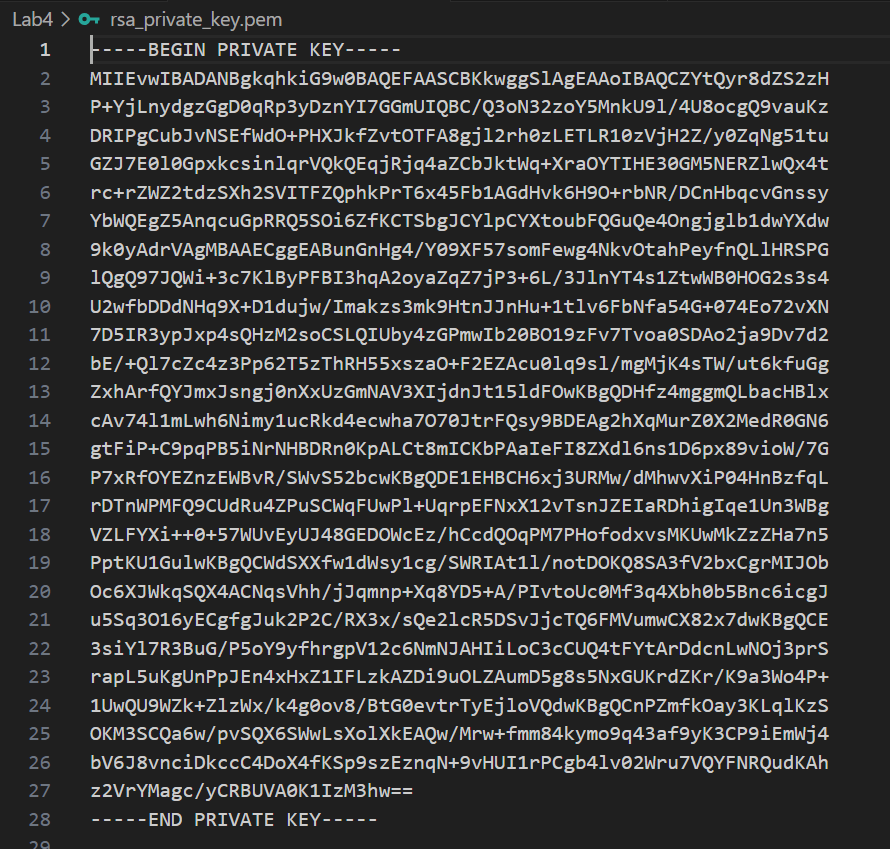 Lab4 > rsa_private_key.pem
1 -----BEGIN PRIVATE KEY-----
2 MIIEvwIBADANBgkqhkiG9w0BAQEFAASCBKkwggSlAgEAAoIBAQCZYtQyr8dZS2zH
3 P+YjLnydgzGgD0qRp3yDznYI7GGmUIQBC/Q3oN32zoY5MnkU9l/4U8ocgQ9vauKz
4 DRIPgCubJvNSEfWdO+PHXJkfZvtOTFA8gjl2rh0zLETLR10zVjH2Z/y0ZqNg51tu
5 GZJ7E0l0GpxkcsinlqrVQkQEqjRjq4aZCbJktWq+XraOYTIHE30GM5NERZlwQx4t
6 rc+rZWZ2tdzSXh2SVITFZQphkPrT6x45Fb1AGdHvk6H9O+rbNR/DCnHbqcvGnssy
7 YbWQEgZ5AnqcuGpRRQ5SOi6ZfKCTSbgJCYlpCYXtoubFQGuQe4Ongjglb1dwYXdw
8 9k0yAdrVAgMBAAECggEABunGnHg4/Y09XF57somFewg4NkvOtahPeyfnQLlHRSPG
9 lQgQ97JQWi+3c7KlByPFBI3hqA2oyaZqZ7jP3+6L/3JlnYT4s1ZtwWB0HOG2s3s4
10 U2wfbDDdNHq9X+D1dujw/Imakzs3mk9HtnJJnHu+1tlv6FbNfa54G+074Eo72vXN
11 7D5IR3ypJxp4sQHzM2soCSLQIUby4zGPmwIb20BO19zFv7Tvoa0SDAo2ja9Dv7d2
12 bE/+Ql7cZc4z3Pp62T5zThRH55xszaO+F2EZAcu0lq9sl/mgMjK4sTW/ut6kfuGg
13 ZxhArfQYJmxJsngj0nXxUzGmNAV3XIjdnJt15ldFOwKBgQDHfz4mggmQLbacHBlx
14 cAv74l1mLwh6Nimy1ucRkd4ecwha7O70JtrFQsy9BDEAg2hXqMurZ0X2MedR0GN6
15 gtFiP+C9pqPB5iNrNHBDRn0KpALCt8mICKbPAaIeFI8ZXdl6ns1D6px89vioW/7G
16 P7xRfOYEZnzEWBvR/SWvS52bcwKBgQDE1EHBCH6xj3URMw/dMhwvXiP04HnBzfqL
17 rDTnWPMFQ9CUdRu4ZPuSCWqFUwPl+UqrpEFNxX12vTsnJZEIaRDhigIqe1Un3WBg
18 VZLFYXi++0+57WUvEyUJ48GEDOWcEz/hCcdQOqPM7PHofodxvsMKUwMkZzZHa7n5
19 PptKU1GulwKBgQCWdSXXfw1dWsy1cg/SWRIAt1l/notDOKQ8SA3fV2bxCgrMIJOb
20 Oc6XJWkqSQX4ACNqsVhh/jJqmnp+Xq8YD5+A/PIvtoUc0Mf3q4Xbh0b5Bnc6icgJ
21 u5Sq3O16yECgfgJuk2P2C/RX3x/sQe2lcR5DSvJjcTQ6FMVumwCX82x7dwKBgQCE
22 3siYl7R3BuG/P5oY9yfhrgpV12c6NmNJAHIiLoC3cCUQ4tFYtArDdcnLwNOj3prS
23 rapL5uKgUnPpJEn4xHxZ1IFLzkAZDi9uOLZAumD5g8s5NxGUKrdZKr/K9a3Wo4P+
24 1UwQU9WZk+ZlzWx/k4g0ov8/BtG0evtrTyEjloVQdwKBgQCnPZmfkOay3KLqlKzS
25 OKM3SCQa6w/pvSQX6SWwLsXolXkEAQw/Mrw+fmm84kymo9q43af9yK3CP9iEmWj4
26 bV6J8vnciDkccC4DoX4fKSp9szEznqN+9vHUI1rPCgb4lv02Wru7VQYFNRQudKAh
27 z2VrYMagc/yCRBUVA0K1IzM3hw==
28 -----END PRIVATE KEY-----
29